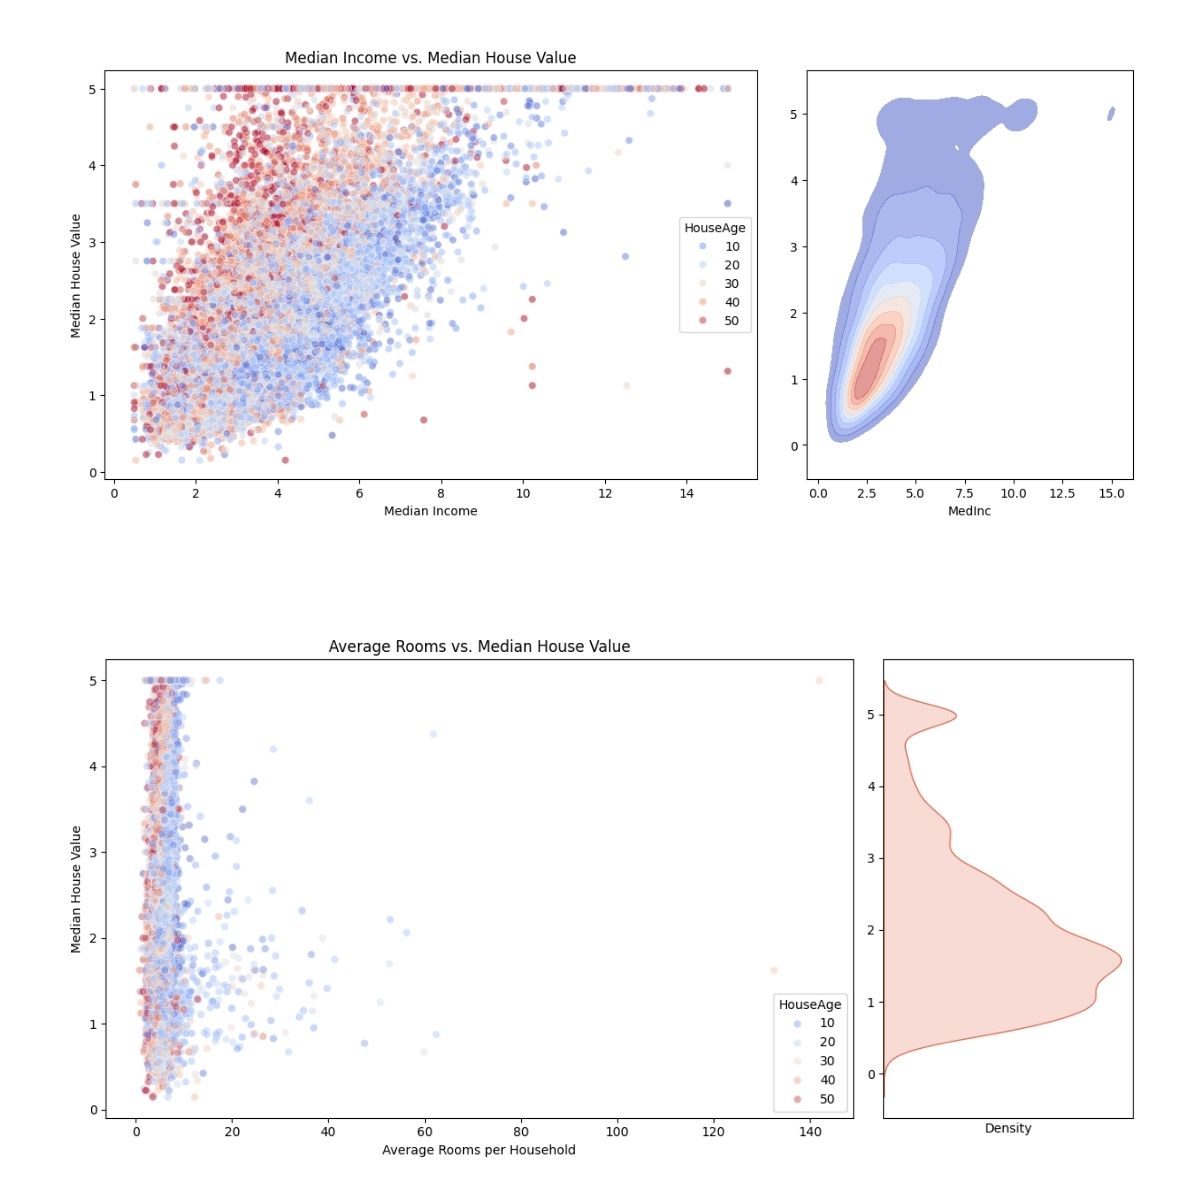 Median Income vs. Median House Value
Median House Value
5
4
3
2
1
0
0 2 4 6 8 10 12 14
Median Income
HouseAge
10
20
30
40
50
5
4
3
2
1
0
0.0 2.5 5.0 7.5 10.0 12.5 15.0
MedInc
Average Rooms vs. Median House Value
Median House Value
5
4
3
2
1
0
0 20 40 60 80 100 120 140
Average Rooms per Household
HouseAge
10
20
30
40
50
5
4
3
2
1
0
Density